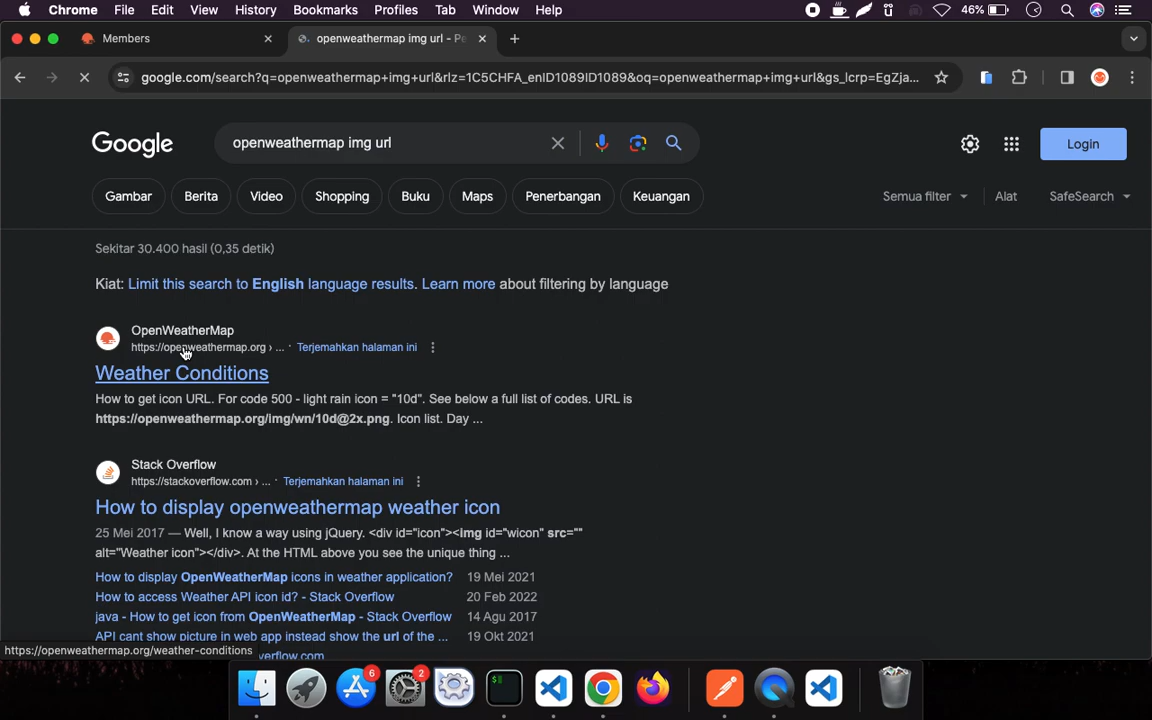 Chrome File Edit View History Bookmarks Profiles Tab Window Help 46%
Members
openweathermap img url - Pe
google.com/search?q=openweathermap+img+url&rlz=1C5CHFA_enID1089ID1089&oq=openweathermap+img+url&gs_lcrp=EgZja...
Google
openweathermap img url
Login
Gambar Berita Video Shopping Buku Maps Penerbangan Keuangan Semua filter Alat SafeSearch
Sekitar 30.400 hasil (0,35 detik)
Kiat: Limit this search to English language results. Learn more about filtering by language
OpenWeatherMap
https://openweathermap.org › ... · Terjemahkan halaman ini
Weather Conditions
How to get icon URL. For code 500 - light rain icon = "10d". See below a full list of codes. URL is
https://openweathermap.org/img/wn/10d@2x.png. Icon list. Day ...
Stack Overflow
https://stackoverflow.com › ... · Terjemahkan halaman ini
How to display openweathermap weather icon
25 Mei 2017 — Well, I know a way using jQuery. <div id="icon"><img id="wicon" src=""
alt="Weather icon"></div>. At the HTML above you see the unique thing ...
How to display OpenWeatherMap icons in weather application? 19 Mei 2021
How to access Weather API icon id? - Stack Overflow 20 Feb 2022
java - How to get icon from OpenWeatherMap - Stack Overflow 14 Agu 2017
API cant show picture in web app instead show the url of the ... 19 Okt 2021
https://openweathermap.org/weather-conditions
verflow.com
6 2